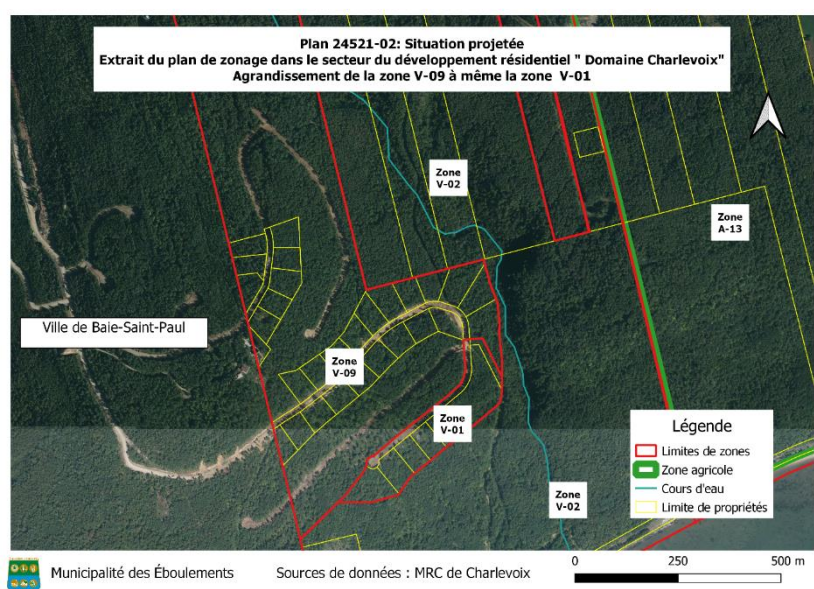 Plan 24521-02: Situation projetée
Extrait du plan de zonage dans le secteur du développement résidentiel " Domaine Charlevoix"
Agrandissement de la zone V-09 à même la zone V-01
Zone
V-02
Zone
A-13
Ville de Baie-Saint-Paul
Zone
V-09
Zone
V-01
Zone
V-02
Légende
Limites de zones
Zone agricole
Cours d'eau
Limite de propriétés
Municipalité des Éboulements
Sources de données : MRC de Charlevoix
0 250 500 m